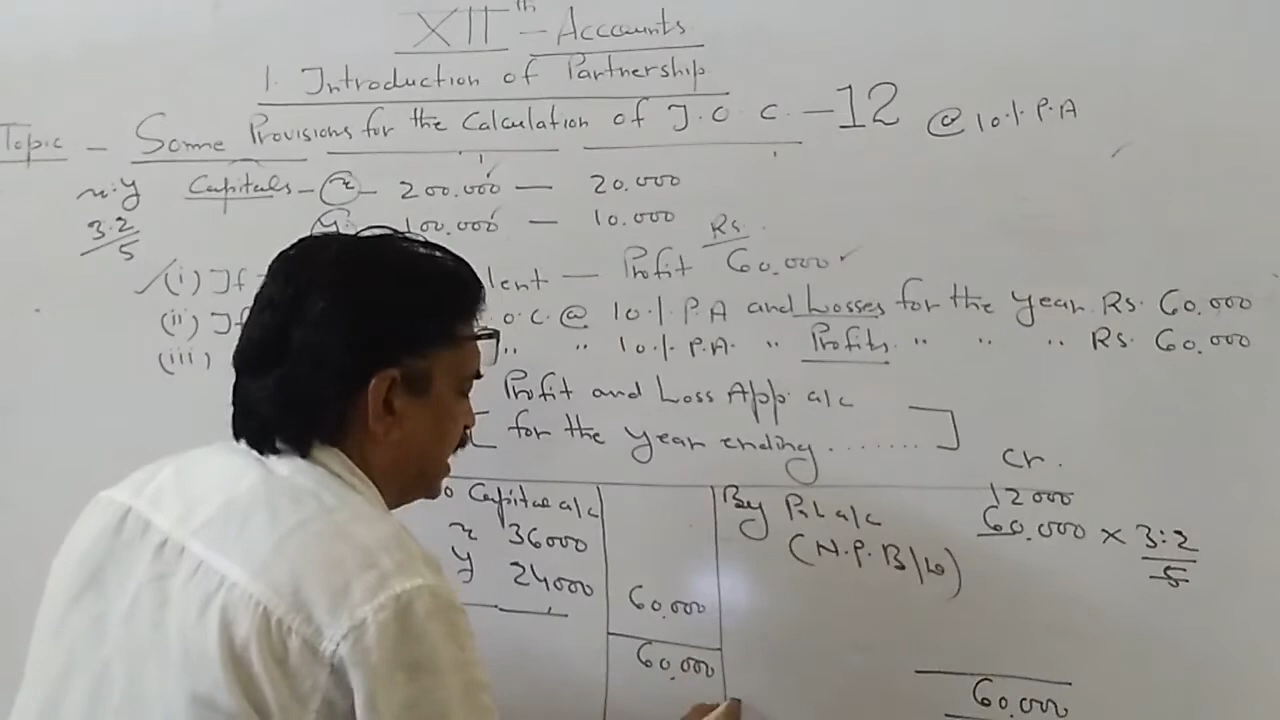 XIIth - Accounts
1. Introduction of Partnership
Topic - Some Provisions for the Calculation of I.O.C. - 12 @ 10% P.A
x:y Capitals - x - 200.000 - 20.000
3:2 y - 100.000 - 10.000
5
(i) If lent - Profit Rs. 60.000
(ii) If o.c. @ 10% P.A and Losses for the year Rs. 60.000
(iii) " " 10% P.A. " Profits " " " Rs. 60.000
Profit and Loss App. a/c
[for the year ending ........]
Cr.
o Capital a/c By P.L a/c 12000
x 36000 (N.P. B/D) 60.000 × 3:2
y 24000 60.000 5
60.000 60.000